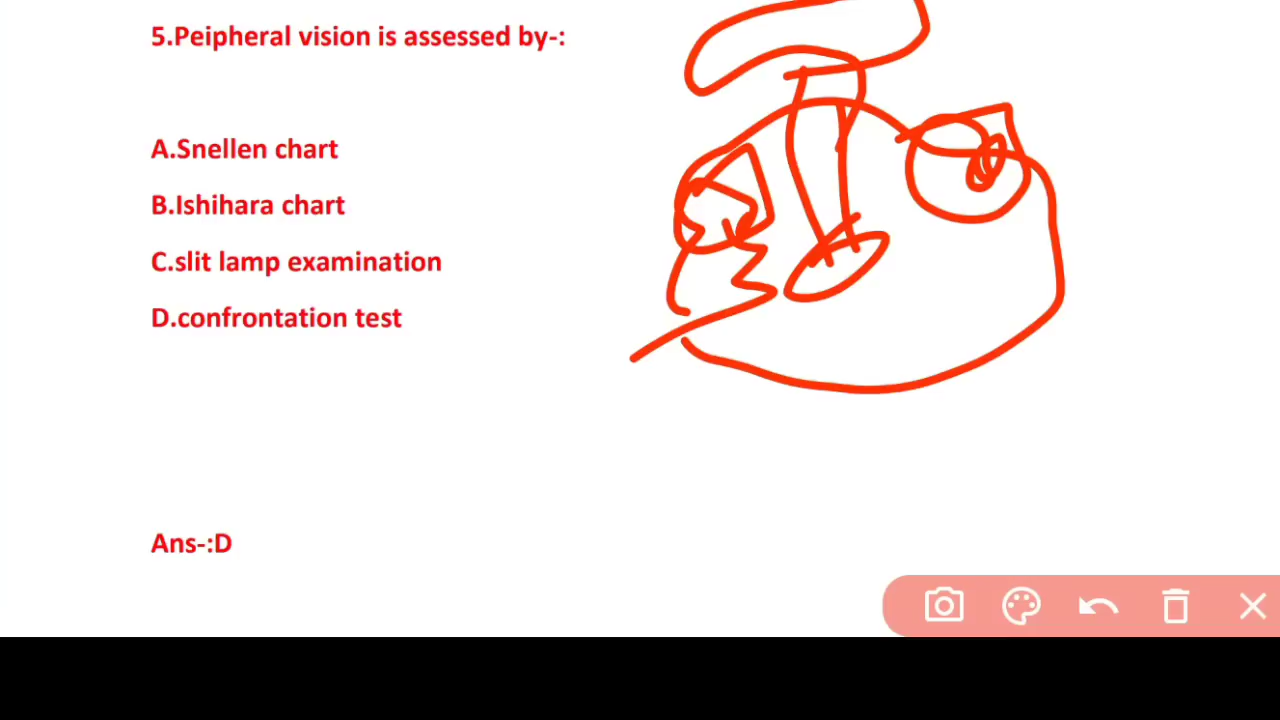 5.Peipheral vision is assessed by-:
A.Snellen chart
B.Ishihara chart
C.slit lamp examination
D.confrontation test
Ans-:D